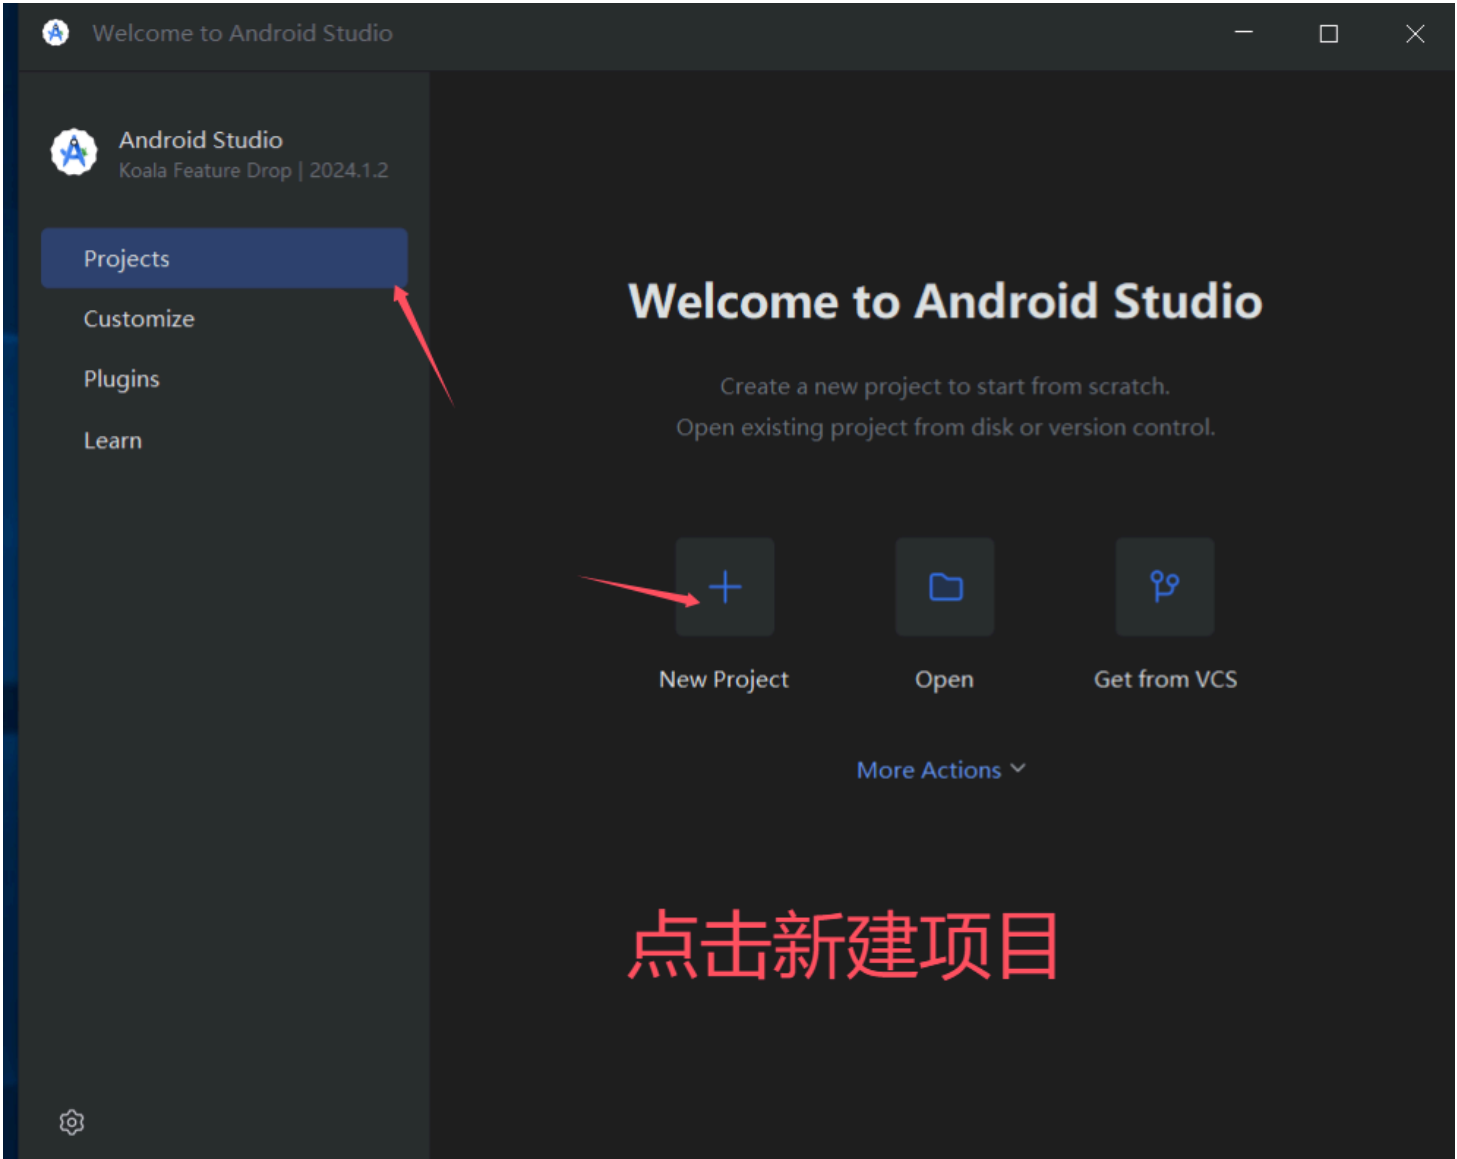 Welcome to Android Studio
Android Studio
Koala Feature Drop | 2024.1.2
Projects
Customize
Plugins
Learn
Welcome to Android Studio
Create a new project to start from scratch.
Open existing project from disk or version control.
New Project
Open
Get from VCS
More Actions
点击新建项目